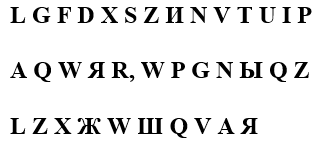 L G F D X S Z И N V T U I P
A Q W Я R, W P G N Ы Q Z
L Z X Ж W Ш Q V A Я